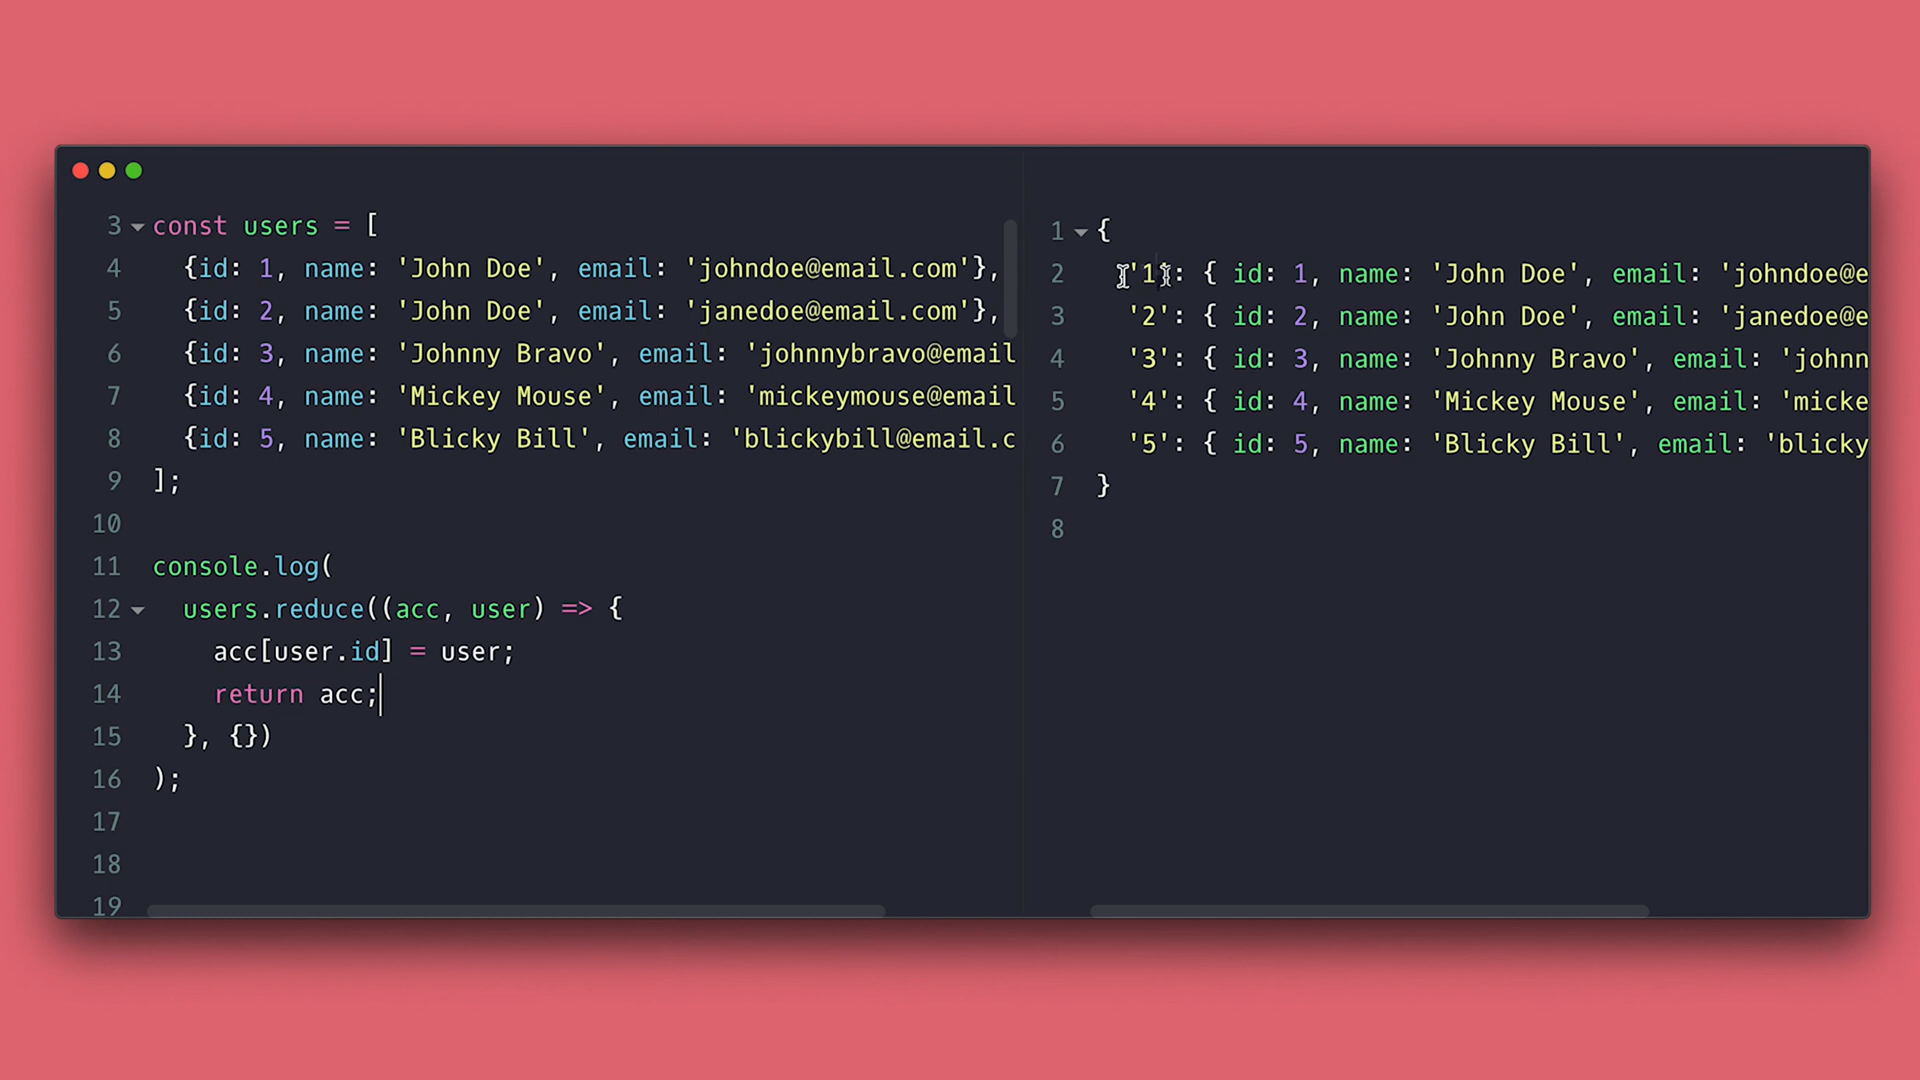 3 const users = [
4 {id: 1, name: 'John Doe', email: 'johndoe@email.com'},
5 {id: 2, name: 'John Doe', email: 'janedoe@email.com'},
6 {id: 3, name: 'Johnny Bravo', email: 'johnnybravo@email
7 {id: 4, name: 'Mickey Mouse', email: 'mickeymouse@email
8 {id: 5, name: 'Blicky Bill', email: 'blickybill@email.c
9 ];
10
11 console.log(
12 users.reduce((acc, user) => {
13 acc[user.id] = user;
14 return acc;
15 }, {})
16 );
17
18
19
1 {
2 '1': { id: 1, name: 'John Doe', email: 'johndoe@e
3 '2': { id: 2, name: 'John Doe', email: 'janedoe@e
4 '3': { id: 3, name: 'Johnny Bravo', email: 'johnn
5 '4': { id: 4, name: 'Mickey Mouse', email: 'micke
6 '5': { id: 5, name: 'Blicky Bill', email: 'blicky
7 }
8